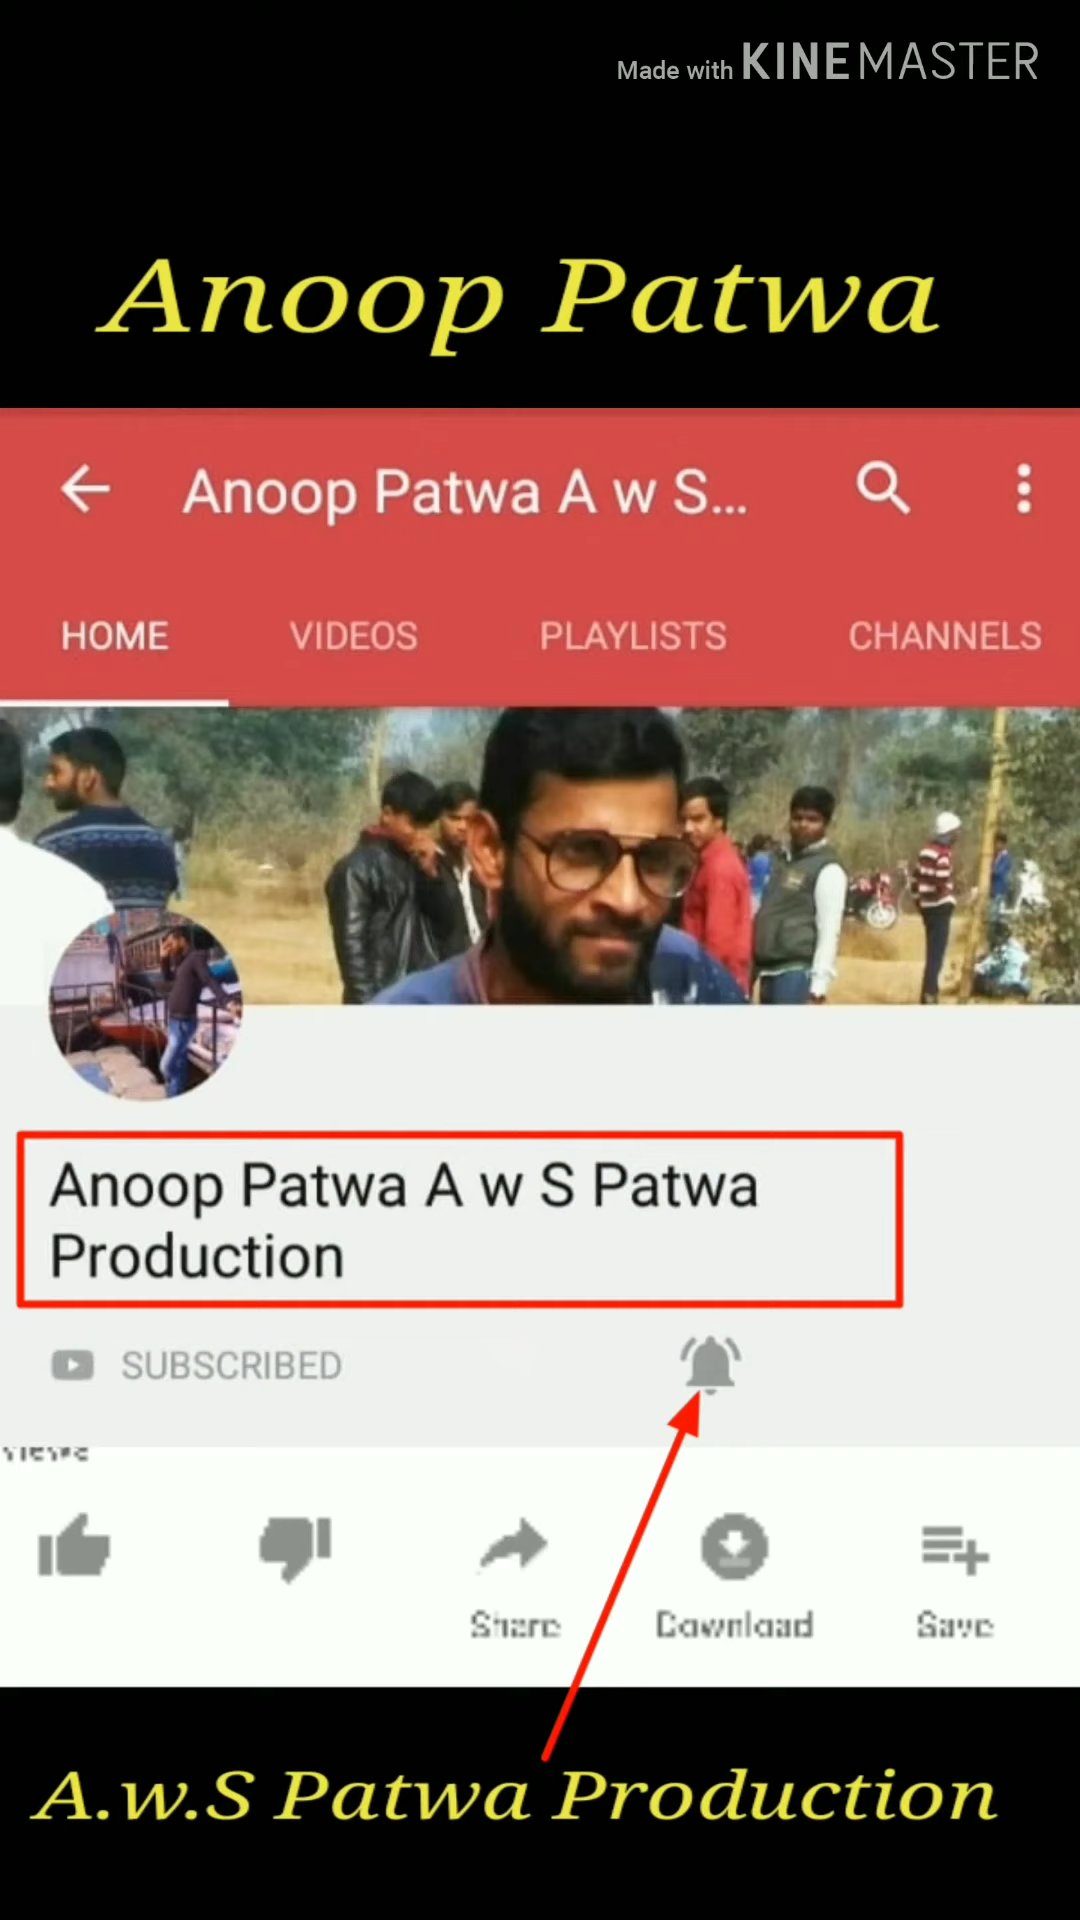 Made with KINEMASTER
Anoop Patwa
Anoop Patwa A w S...
HOME VIDEOS PLAYLISTS CHANNELS
Anoop Patwa A w S Patwa
Production
SUBSCRIBED
views
Share Download Save
A.w.S Patwa Production